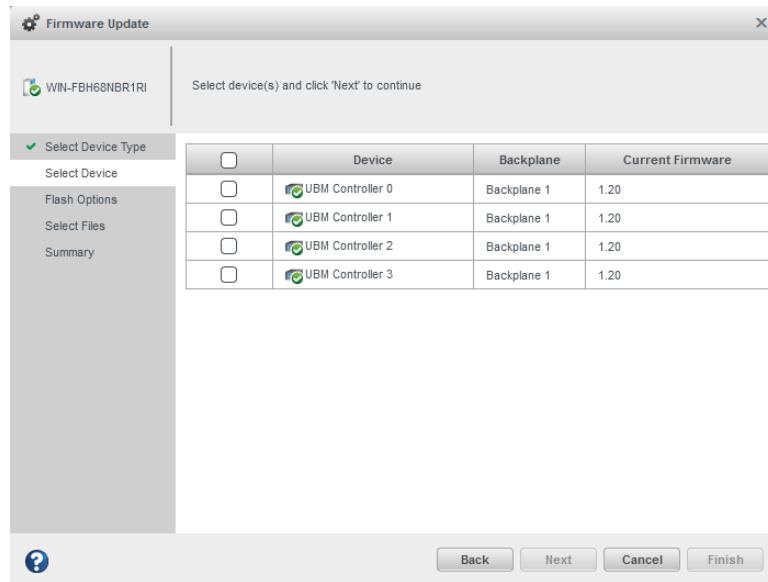 Firmware Update
WIN-FBH68NBR1RI
Select device(s) and click 'Next' to continue
Select Device Type
Select Device
Flash Options
Select Files
Summary
Device Backplane Current Firmware
UBM Controller 0 Backplane 1 1.20
UBM Controller 1 Backplane 1 1.20
UBM Controller 2 Backplane 1 1.20
UBM Controller 3 Backplane 1 1.20
? Back Next Cancel Finish